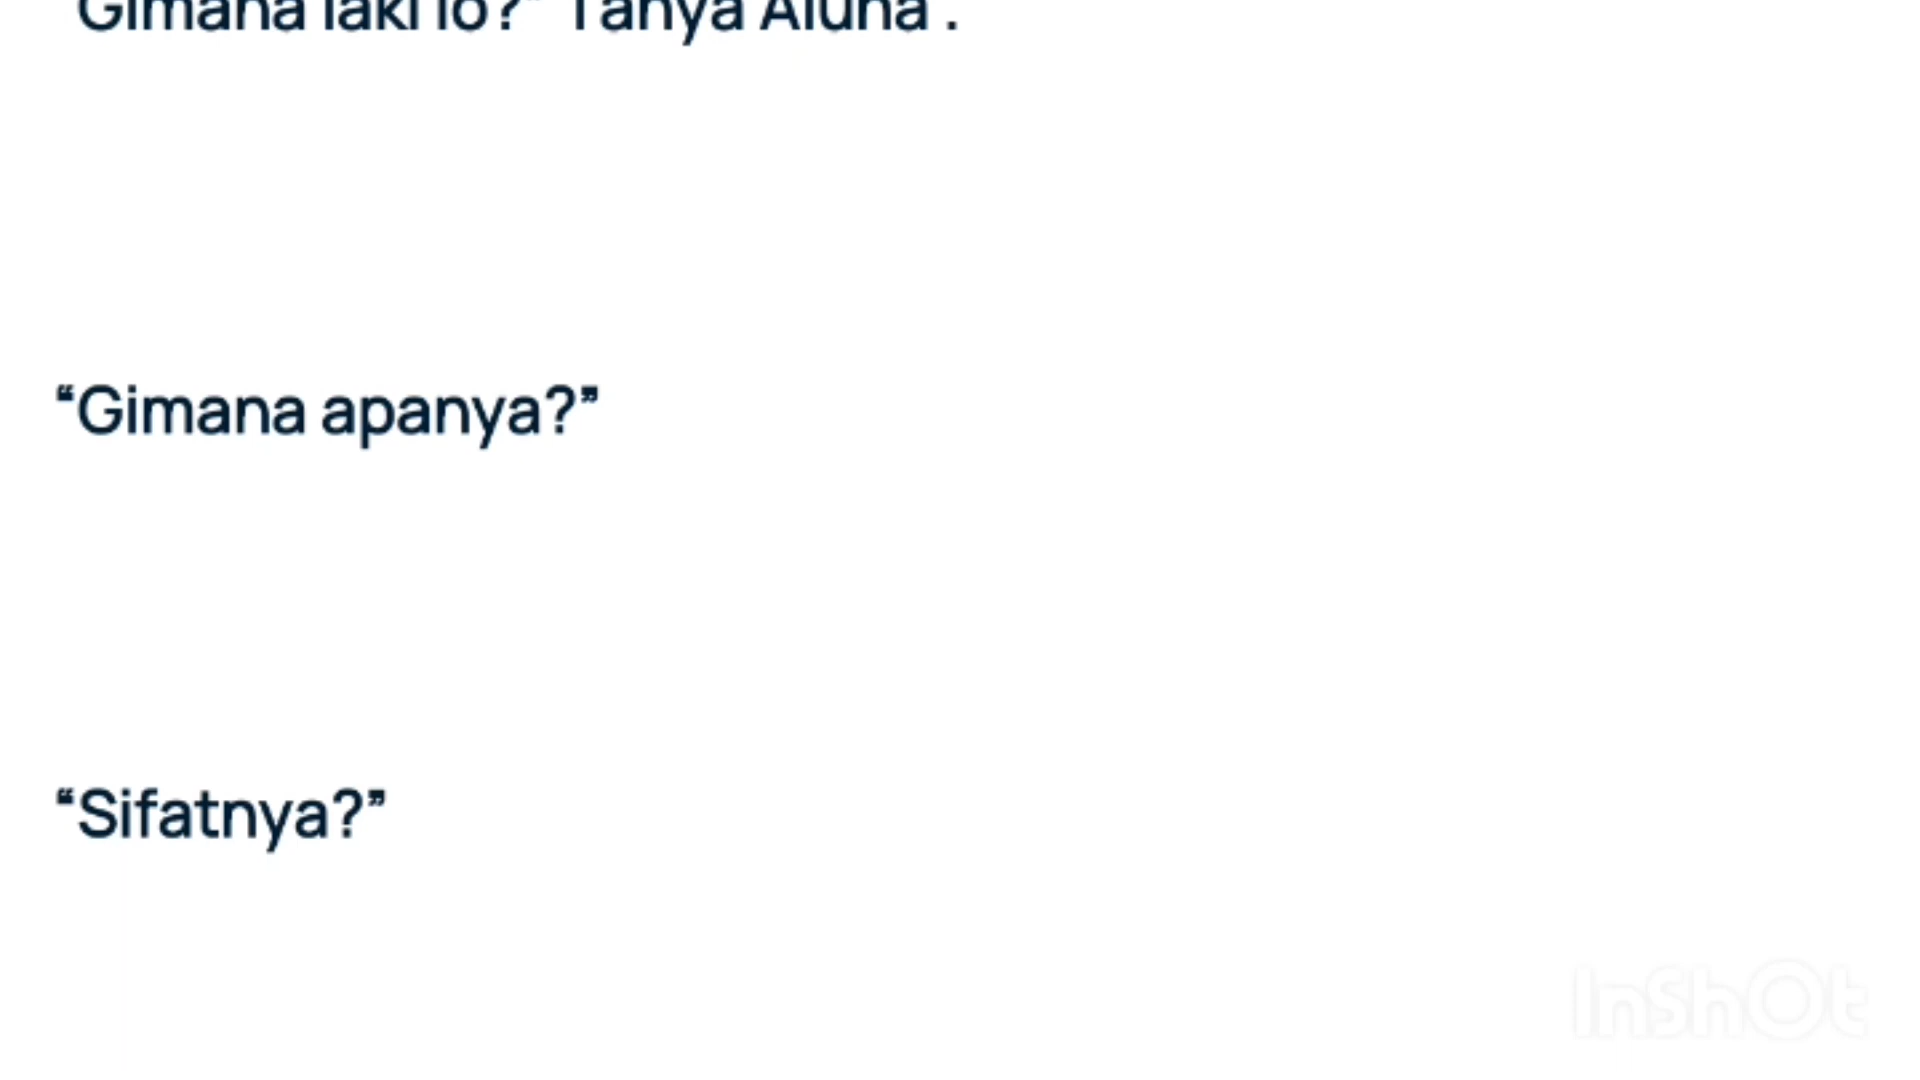 “Gimana laki lo?” Tanya Aluna .
“Gimana apanya?”
“Sifatnya?”
InShOt